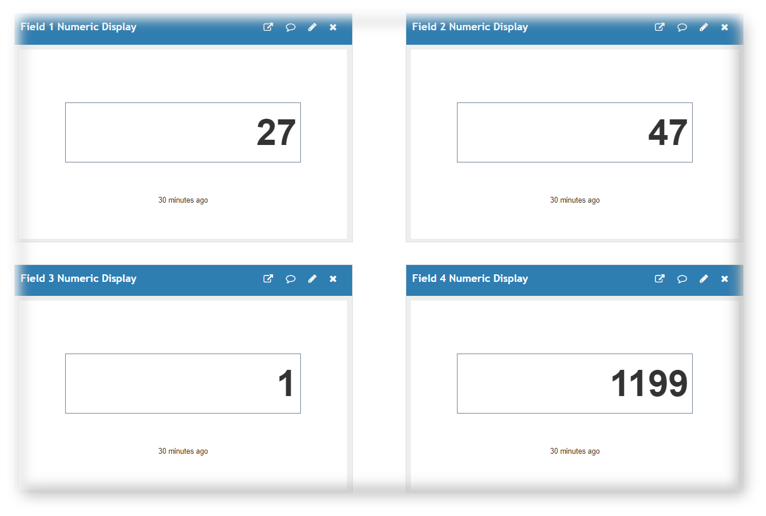 Field 1 Numeric Display
27
30 minutes ago
Field 2 Numeric Display
47
30 minutes ago
Field 3 Numeric Display
1
30 minutes ago
Field 4 Numeric Display
1199
30 minutes ago